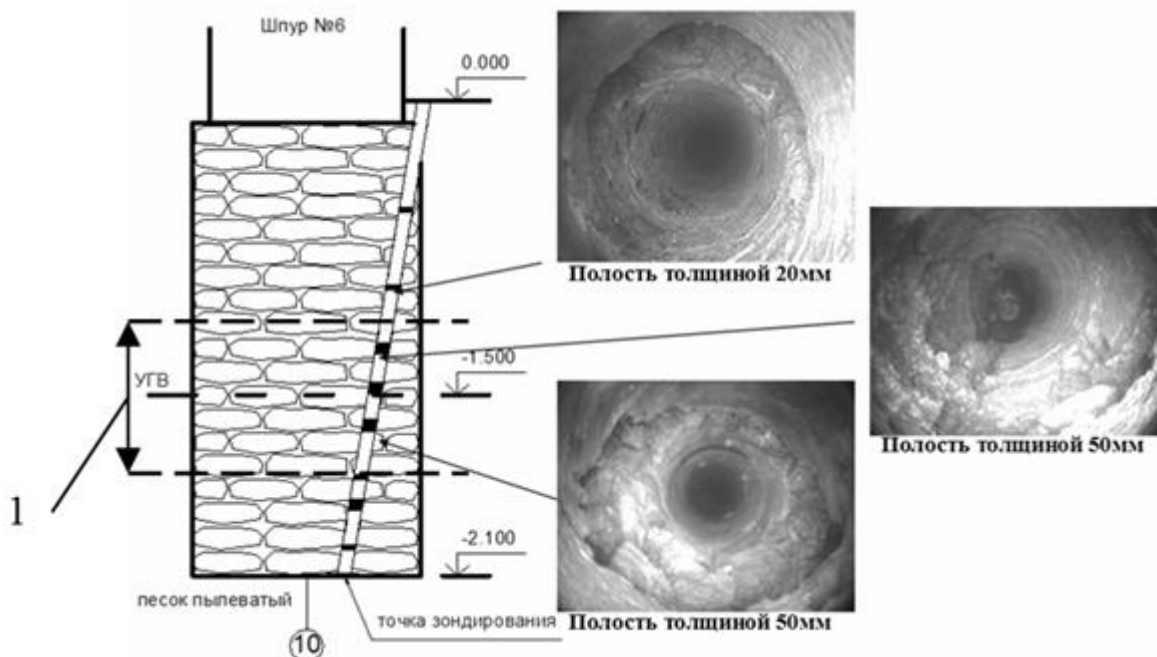 Шпур №6
0.000
Полость толщиной 20мм
УГВ
-1.500
Полость толщиной 50мм
1
-2.100
песок пылеватый
точка зондирования
Полость толщиной 50мм
10